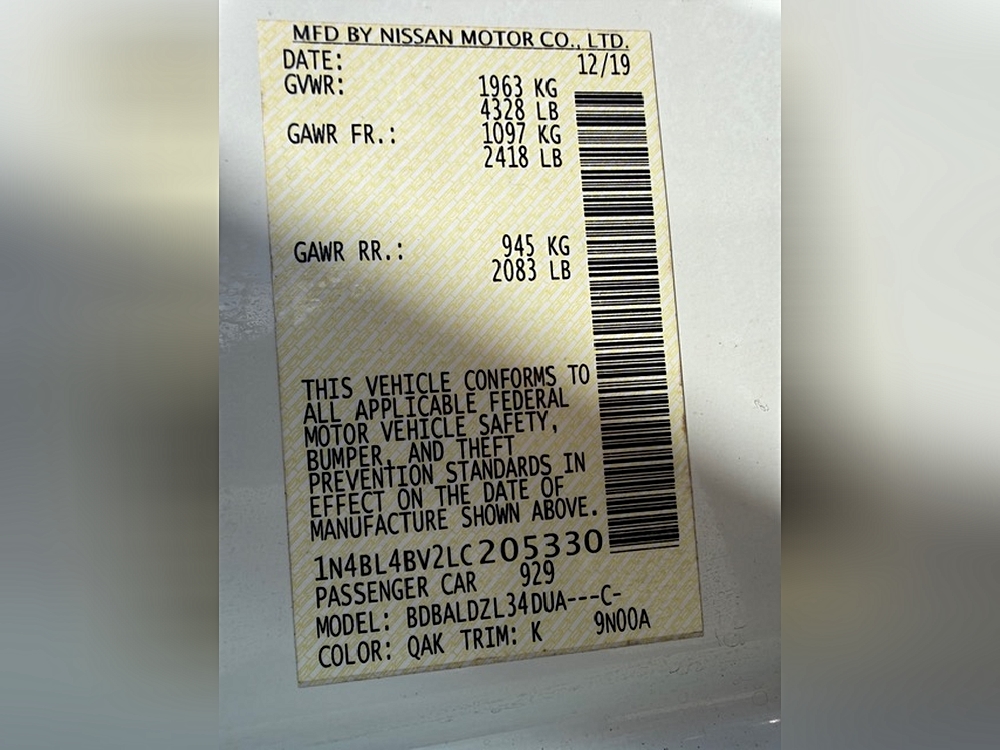 MFD BY NISSAN MOTOR CO., LTD.
DATE: 12/19
GVWR: 1963 KG
4328 LB
GAWR FR.: 1097 KG
2418 LB
GAWR RR.: 945 KG
2083 LB
THIS VEHICLE CONFORMS TO
ALL APPLICABLE FEDERAL
MOTOR VEHICLE SAFETY,
BUMPER, AND THEFT
PREVENTION STANDARDS IN
EFFECT ON THE DATE OF
MANUFACTURE SHOWN ABOVE.
1N4BL4BV2LC205330
PASSENGER CAR 929
MODEL: BDBALDZL34DUA---C-
COLOR: QAK TRIM: K 9N00A